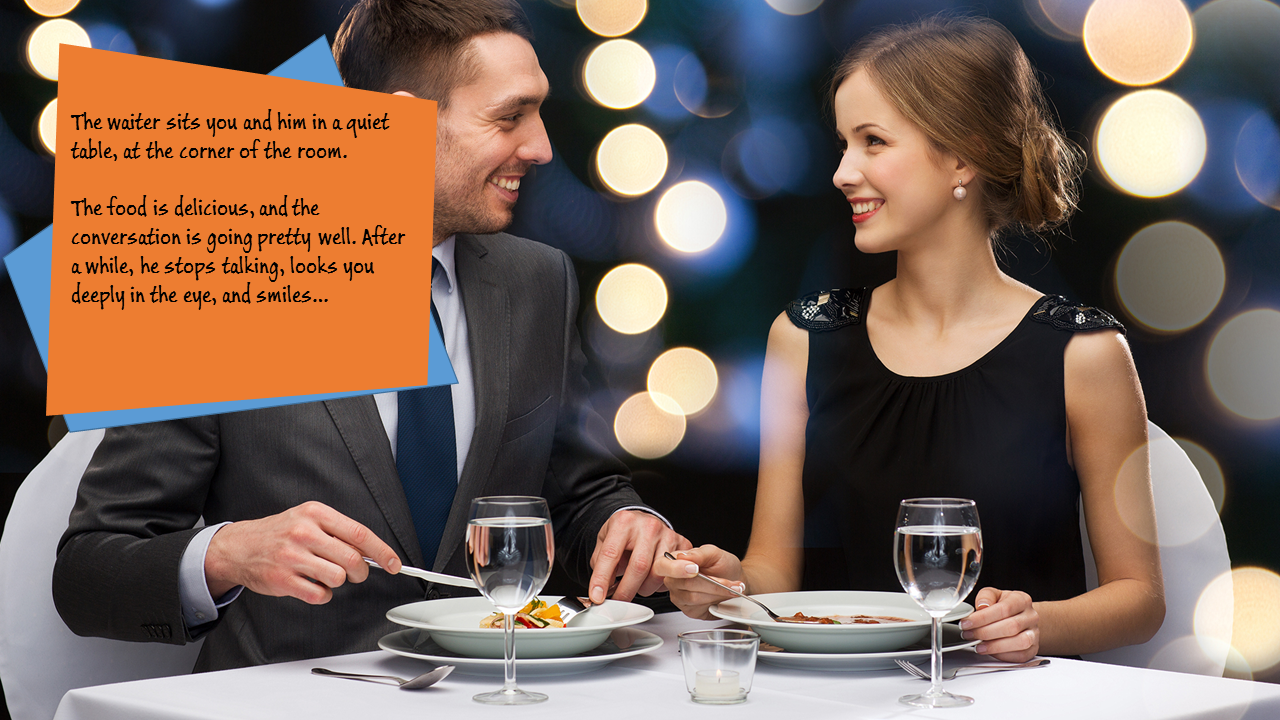 The waiter sits you and him in a quiet
table, at the corner of the room.
The food is delicious, and the
conversation is going pretty well. After
a while, he stops talking, looks you
deeply in the eye, and smiles...